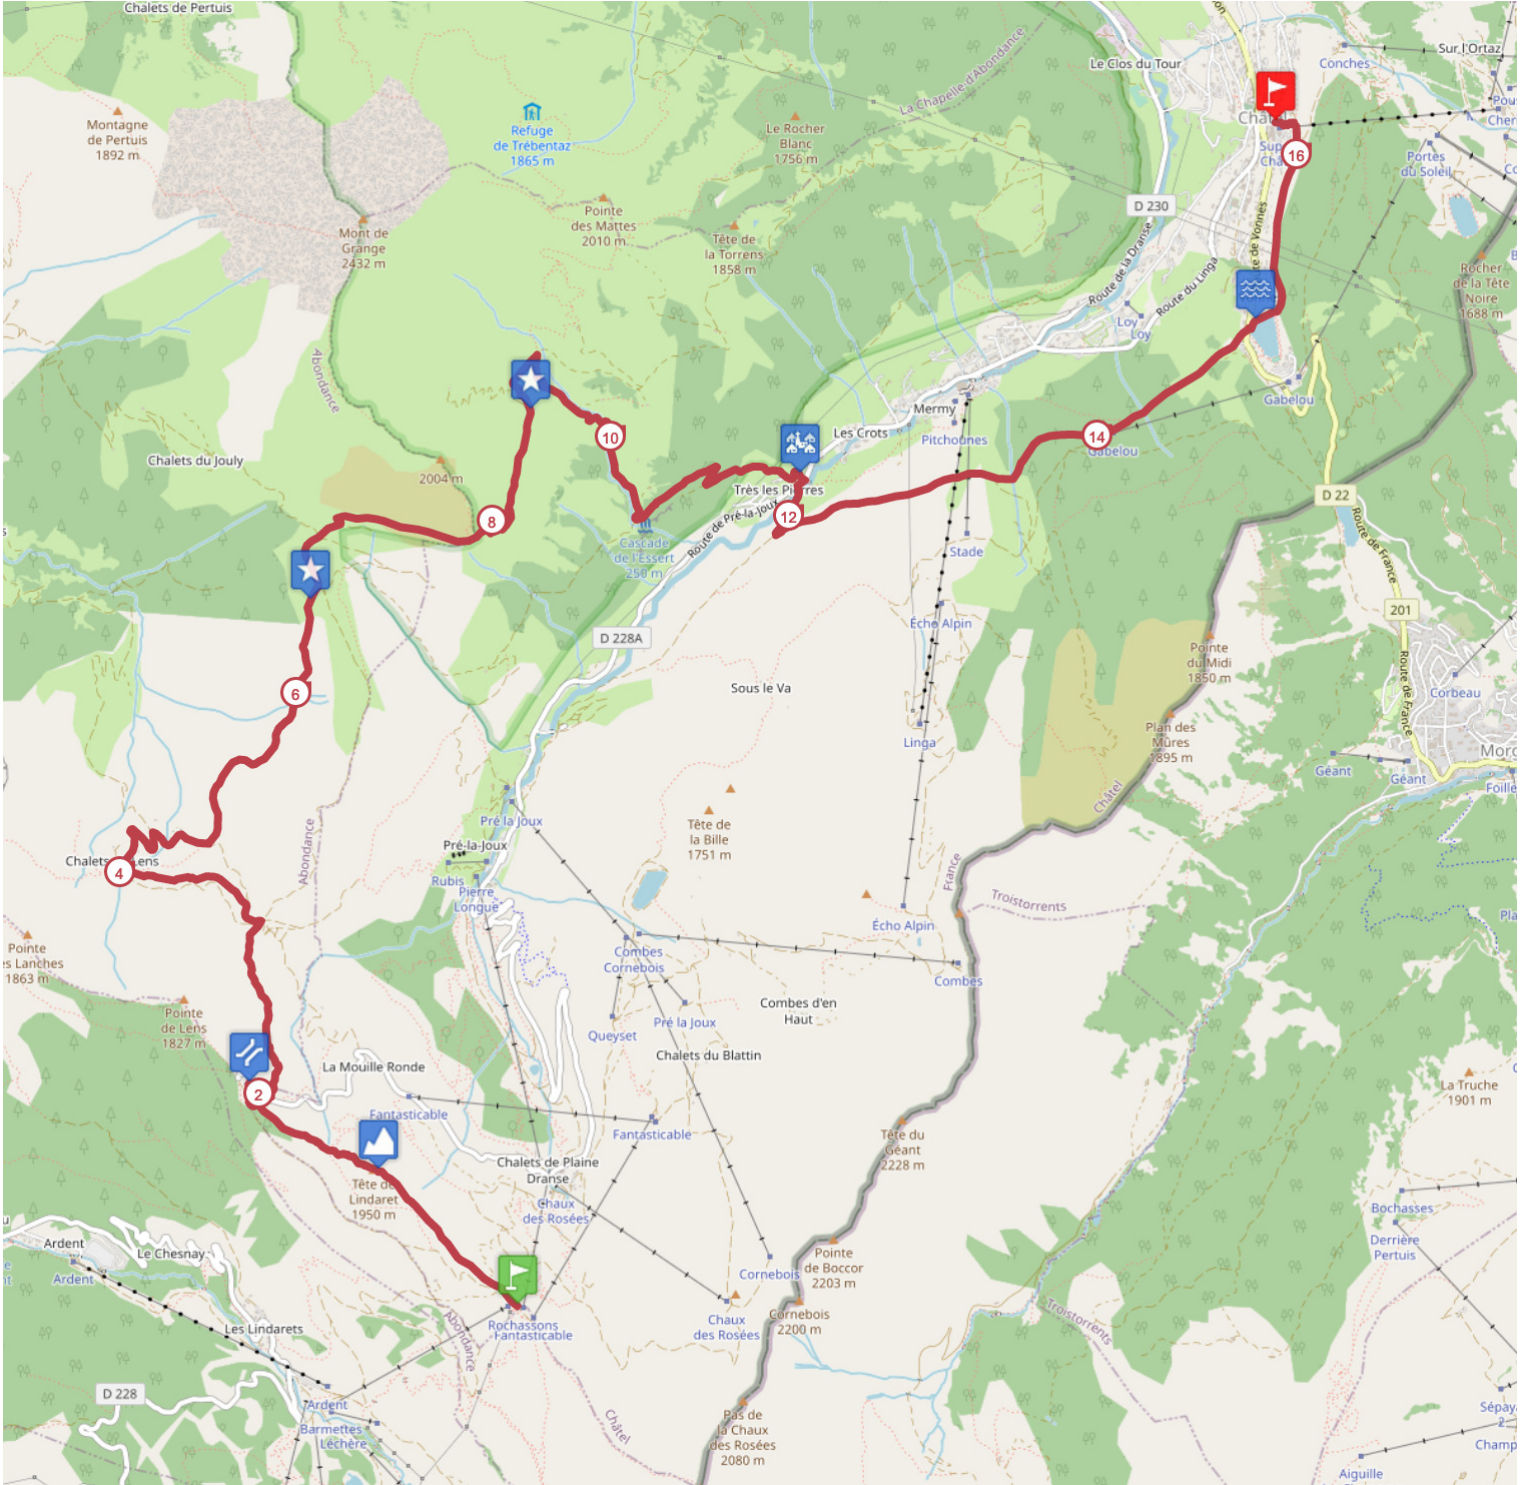 Chalets de Pertuis
Le Clos du Tour
Sur l'Ortaz
Conches
Montagne
de Pertuis
1892 m
Refuge
de Trébentaz
1865 m
La Chapelle d'Abondance
Le Rocher
Blanc
1756 m
Portes
du Soleil
16
D 230
Pointe
des Mattes
2010 m
Tête de
la Torrens
1858 m
Mont de
Grange
2432 m
Route de la Dranse
Route du Linga
Rocher
de la Tête
Noire
1688 m
Loy
Loy
Abondance
Gabelou
Mermy
Les Crots
Pitchounes
10
14
Gabelou
Chalets du Jouly
2004 m
Très les Pierres
D 22
8
12
Route de Pré-la-Joux
Route de France
Cascade
de l'Essert
250 m
Stade
D 228A
201
Écho Alpin
Pointe
du Midi
1850 m
Route de France
6
Sous le Va
Corbeau
Linga
Plan des
Mûres
1895 m
Géant
Géant
Châtel
Pré la Joux
Tête de
la Bille
1751 m
Pré-la-Joux
Abondance
4
Rubis
Pierre
Longue
France
Troistorrents
Écho Alpin
Pointe
1863 m
Combes
Cornebois
Combes
Pointe
de Lens
1827 m
Combes d'en
Haut
Pré la Joux
Queyset
Chalets du Blattin
La Mouille Ronde
2
La Truche
1901 m
Fantasticable
Fantasticable
Tête du
Géant
2228 m
Chalets de Plaine
Dranse
Tête de
Lindaret
1950 m
Chaux
des Rosées
Bochasses
Ardent
Le Chesnay
Derrière
Pertuis
Ardent
Pointe
de Boccor
2203 m
Cornebois
Cornebois
2200 m
Les Lindarets
Rochassons
Fantasticable
Chaux
des Rosées
Abondance
Troistorrents
D 228
Ardent
Barmettes
Léchère
Châtel
Pas de
la Chaux
des Rosées
2080 m
Aiguille